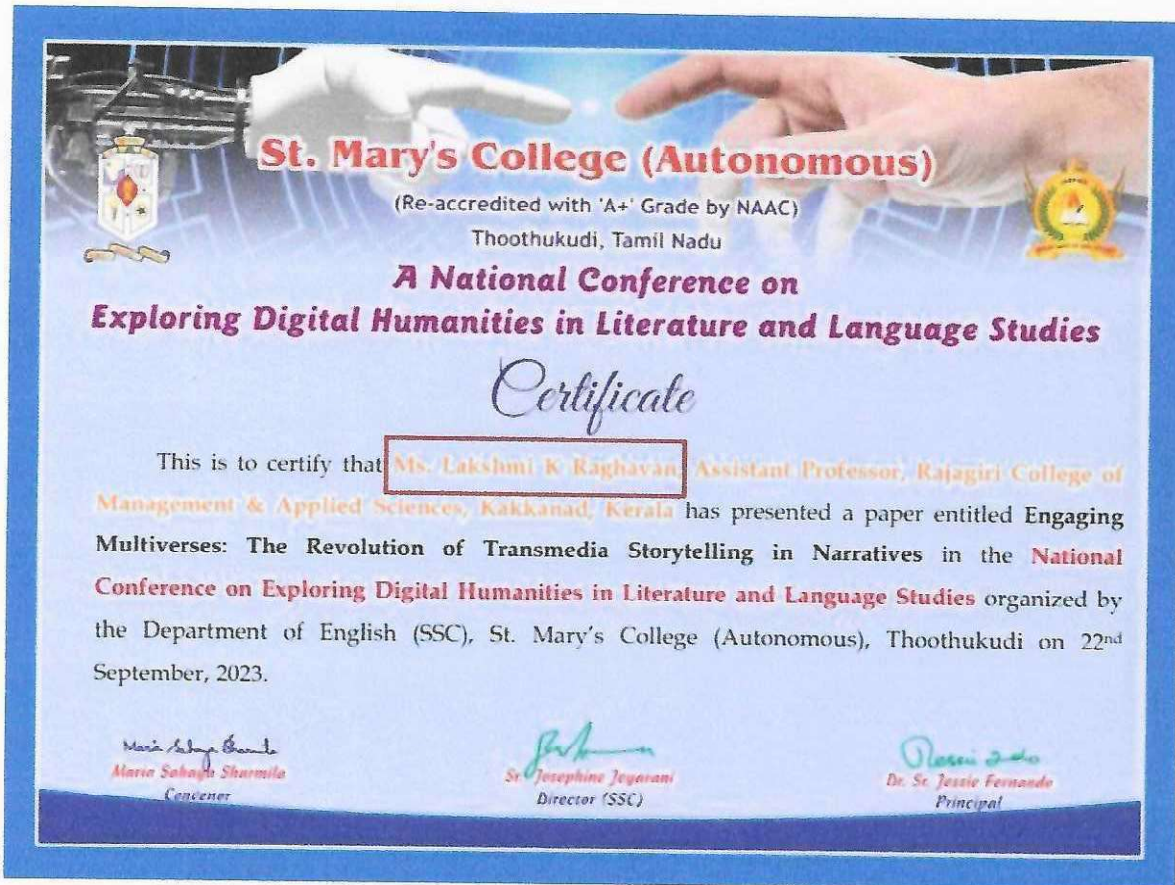 St. Mary's College (Autonomous)
(Re-accredited with 'A+' Grade by NAAC)
Thoothukudi, Tamil Nadu
A National Conference on
Exploring Digital Humanities in Literature and Language Studies
Certificate
This is to certify that Ms. Lakshmi K Raghavan, Assistant Professor, Rajagiri College of
Management & Applied Sciences, Kakkanad, Kerala has presented a paper entitled Engaging
Multiverses: The Revolution of Transmedia Storytelling in Narratives in the National
Conference on Exploring Digital Humanities in Literature and Language Studies organized by
the Department of English (SSC), St. Mary's College (Autonomous), Thoothukudi on 22nd
September, 2023.
Maria Sahaya Sharmila
Maria Sahaya Sharmila
Convener
Sr. Josephine Jeyarani
Director (SSC)
Dr. Sr. Jessie Fernando
Principal